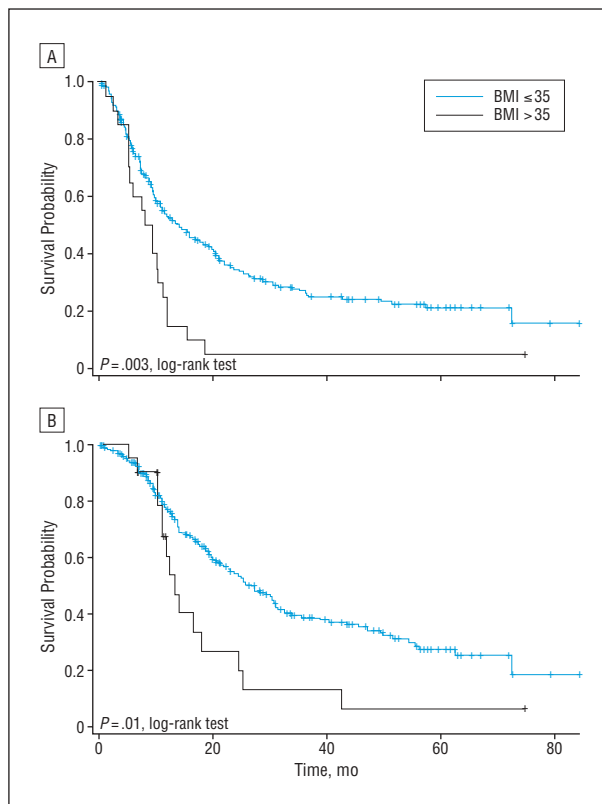 A
1.0
0.8
0.6
0.4
0.2
0
Survival Probability
BMI ≤35
BMI >35
P = .003, log-rank test
B
1.0
0.8
0.6
0.4
0.2
0
Survival Probability
P = .01, log-rank test
0 20 40 60 80
Time, mo